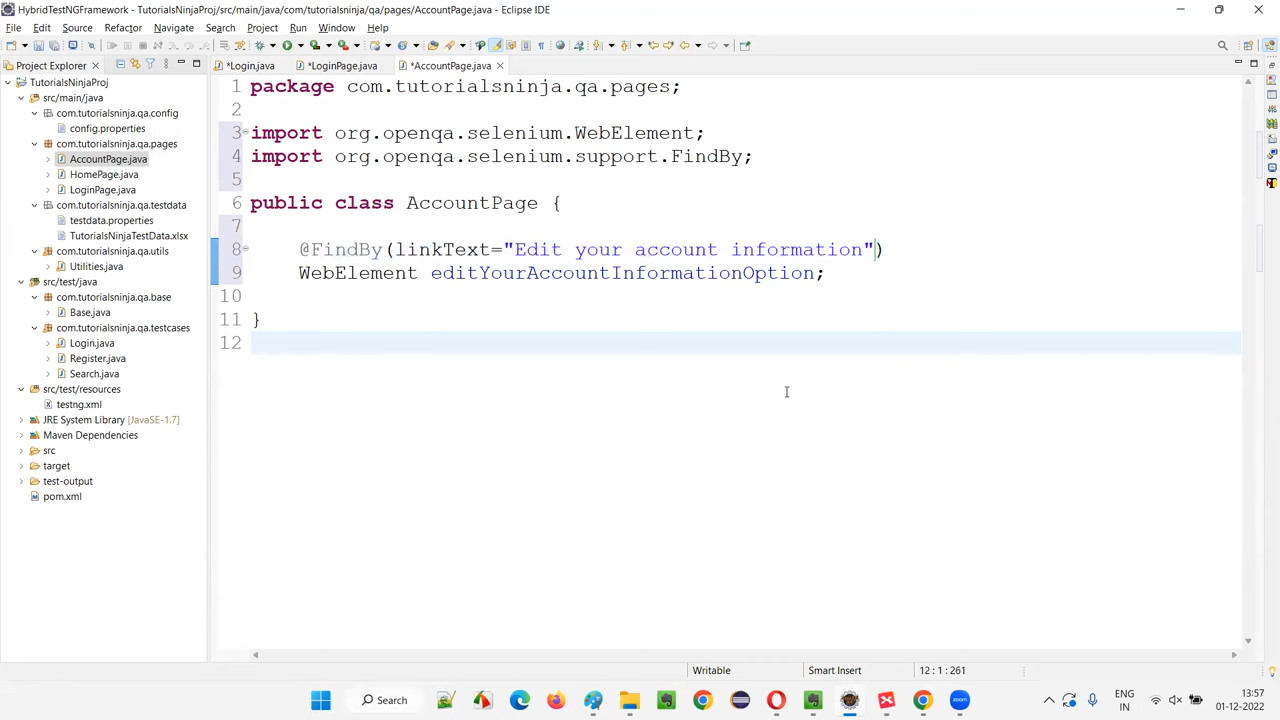 HybridTestNGFramework - TutorialsNinjaProj/src/main/java/com/tutorialsninja/qa/pages/AccountPage.java - Eclipse IDE
File Edit Source Refactor Navigate Search Project Run Window Help
Project Explorer
*Login.java *LoginPage.java *AccountPage.java
TutorialsNinjaProj
src/main/java
com.tutorialsninja.qa.config
config.properties
com.tutorialsninja.qa.pages
AccountPage.java
HomePage.java
LoginPage.java
com.tutorialsninja.qa.testdata
testdata.properties
TutorialsNinjaTestData.xlsx
com.tutorialsninja.qa.utils
Utilities.java
src/test/java
com.tutorialsninja.qa.base
Base.java
com.tutorialsninja.qa.testcases
Login.java
Register.java
Search.java
src/test/resources
testng.xml
JRE System Library [JavaSE-1.7]
Maven Dependencies
src
target
test-output
pom.xml
1 package com.tutorialsninja.qa.pages;
2
3 import org.openqa.selenium.WebElement;
4 import org.openqa.selenium.support.FindBy;
5
6 public class AccountPage {
7
8 @FindBy(linkText="Edit your account information")
9 WebElement editYourAccountInformationOption;
10
11 }
12
Writable Smart Insert 12 : 1 : 261
Search
ENG
IN
13:57
01-12-2022